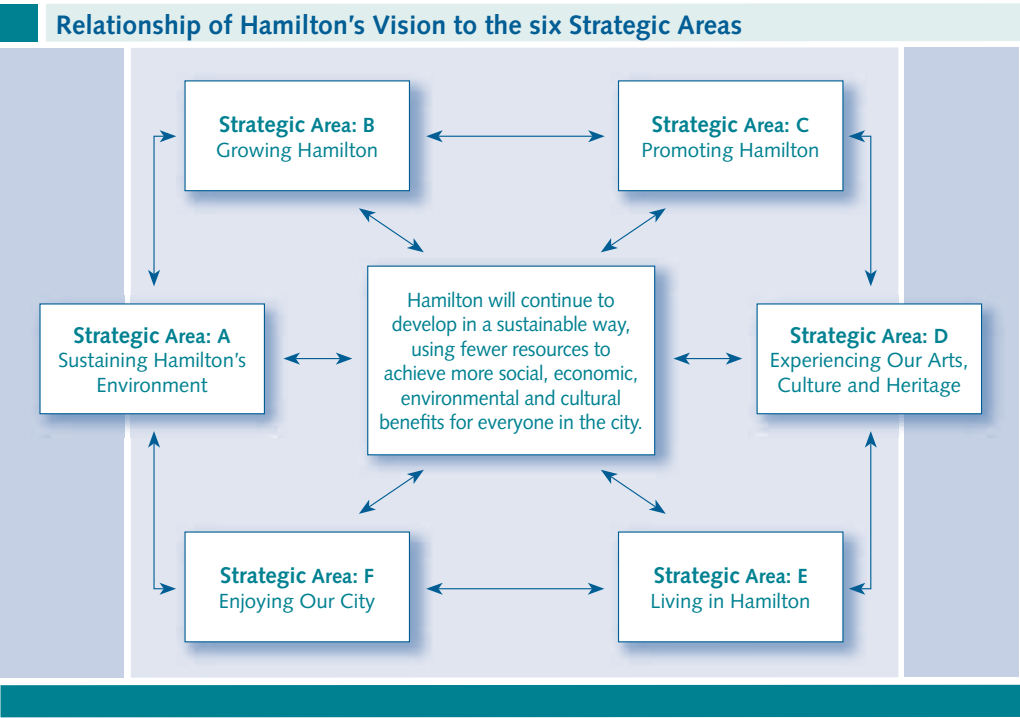 Relationship of Hamilton's Vision to the six Strategic Areas
Strategic Area: B
Growing Hamilton
Strategic Area: C
Promoting Hamilton
Strategic Area: A
Sustaining Hamilton's
Environment
Hamilton will continue to
develop in a sustainable way,
using fewer resources to
achieve more social, economic,
environmental and cultural
benefits for everyone in the city.
Strategic Area: D
Experiencing Our Arts,
Culture and Heritage
Strategic Area: F
Enjoying Our City
Strategic Area: E
Living in Hamilton